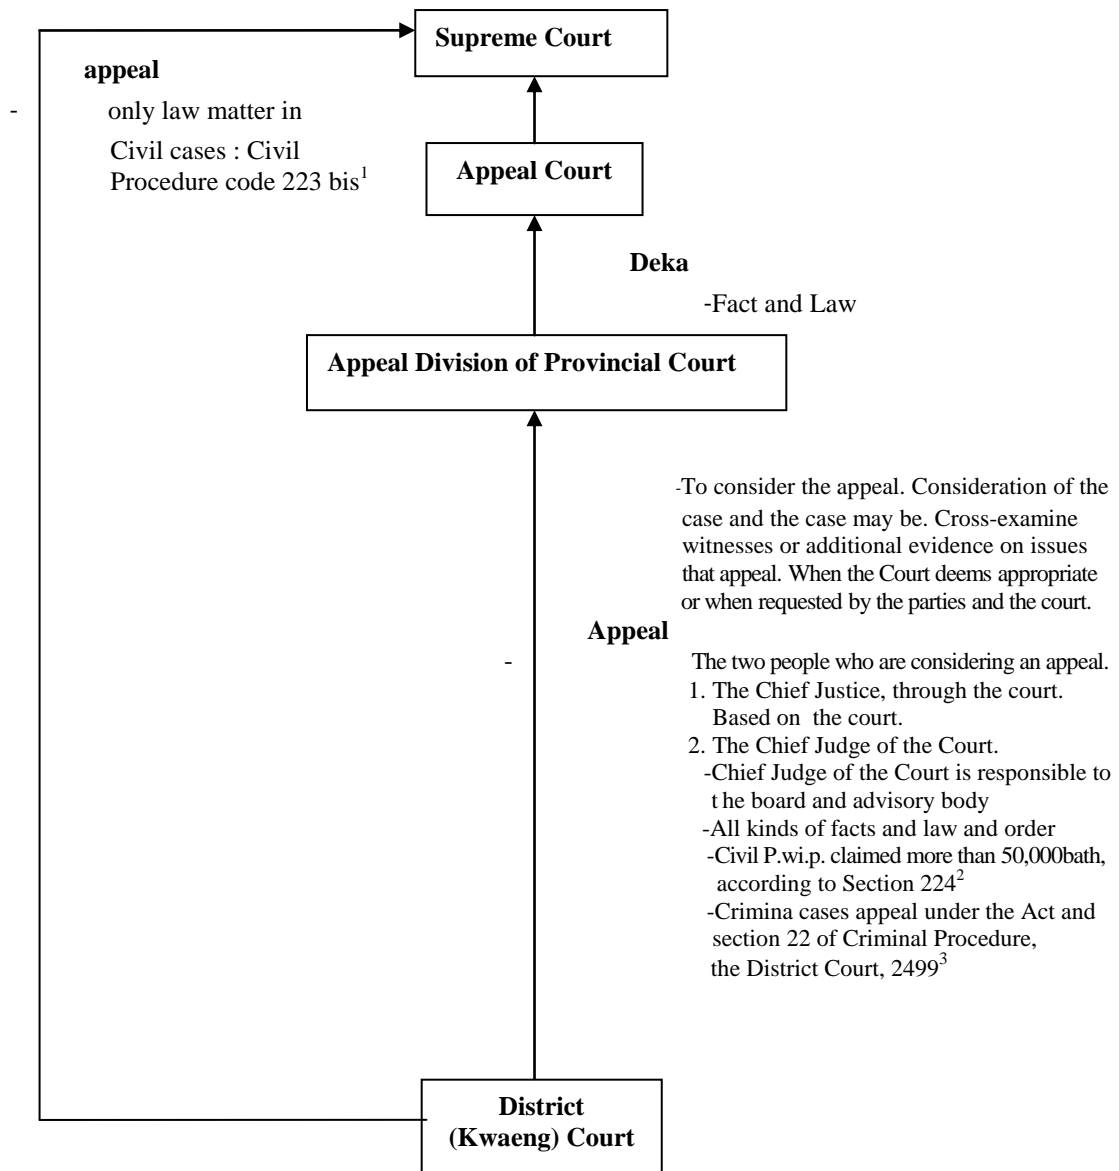 Supreme Court
appeal
-
only law matter in
Civil cases : Civil
Procedure code 223 bis1
Appeal Court
Deka
-Fact and Law
Appeal Division of Provincial Court
-To consider the appeal. Consideration of the
case and the case may be. Cross-examine
witnesses or additional evidence on issues
that appeal. When the Court deems appropriate
or when requested by the parties and the court.
Appeal
-
The two people who are considering an appeal.
1. The Chief Justice, through the court.
Based on the court.
2. The Chief Judge of the Court.
-Chief Judge of the Court is responsible to
t he board and advisory body
-All kinds of facts and law and order
-Civil P.wi.p. claimed more than 50,000bath,
according to Section 2242
-Crimina cases appeal under the Act and
section 22 of Criminal Procedure,
the District Court, 24993
District
(Kwaeng) Court